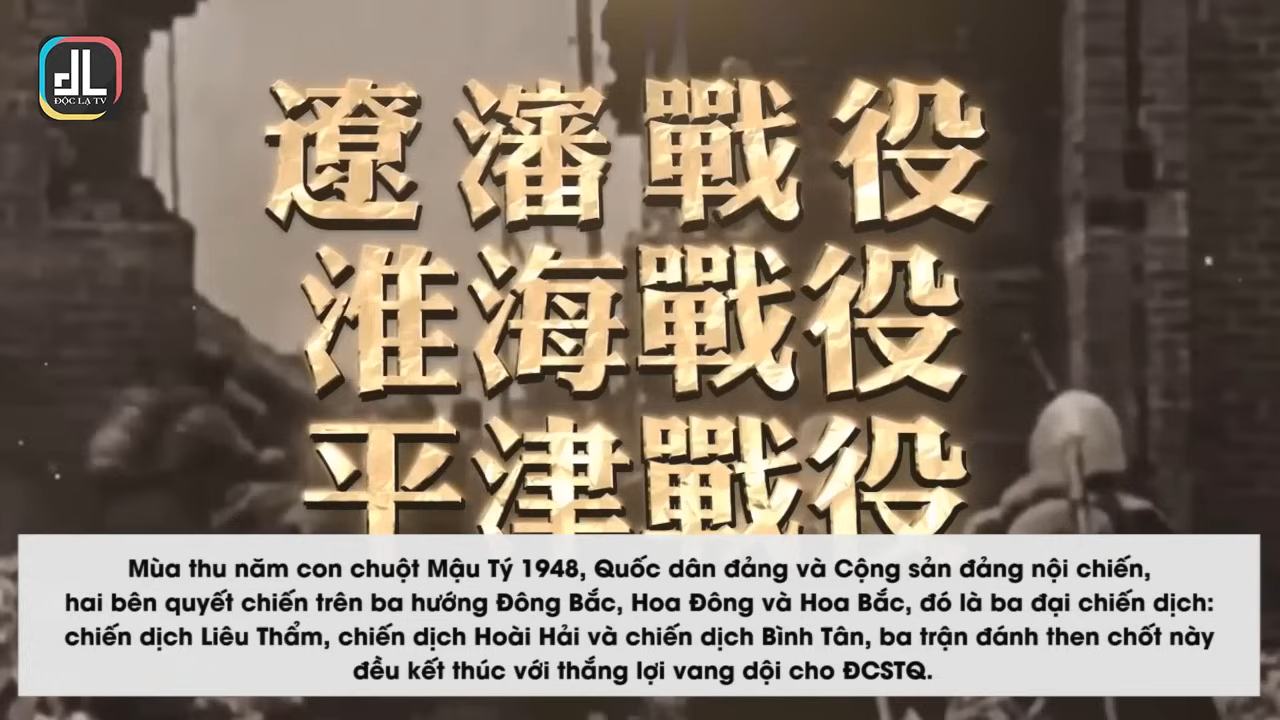 ĐỘC LẠ TV
遼瀋戰役
淮海戰役
平津戰役
Mùa thu năm con chuột Mậu Tý 1948, Quốc dân đảng và Cộng sản đảng nội chiến,
hai bên quyết chiến trên ba hướng Đông Bắc, Hoa Đông và Hoa Bắc, đó là ba đại chiến dịch:
chiến dịch Liêu Thẩm, chiến dịch Hoài Hải và chiến dịch Bình Tân, ba trận đánh then chốt này
đều kết thúc với thắng lợi vang dội cho ĐCSTQ.